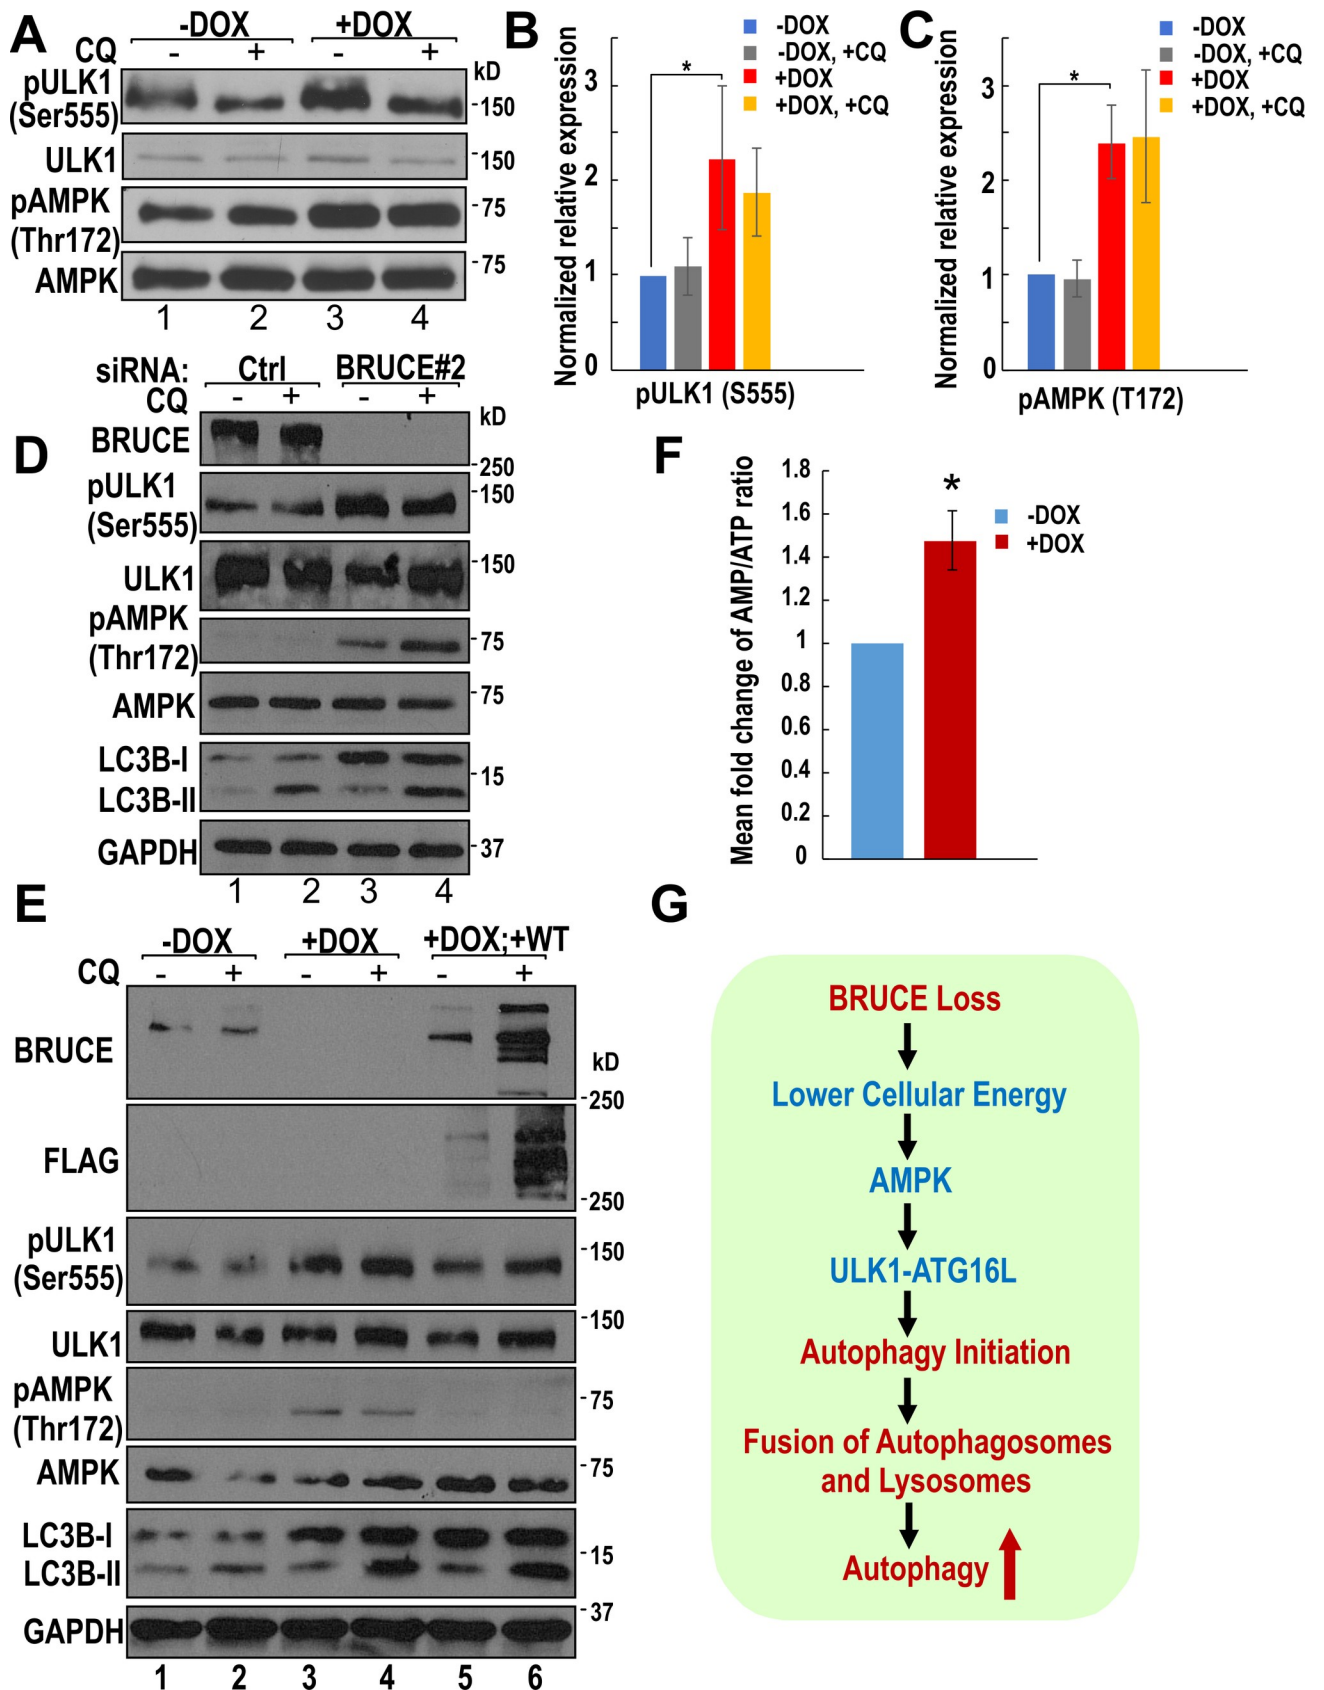 A
-DOX +DOX
CQ - + - +
kD
pULK1
(Ser555)
-150
ULK1
-150
pAMPK
(Thr172)
-75
AMPK
-75
1 2 3 4
B
Normalized relative expression
3
2
1
0
*
-DOX
-DOX, +CQ
+DOX
+DOX, +CQ
pULK1 (S555)
C
Normalized relative expression
3
2
1
0
*
-DOX
-DOX, +CQ
+DOX
+DOX, +CQ
pAMPK (T172)
D
siRNA: Ctrl BRUCE#2
CQ - + - +
kD
BRUCE
-250
pULK1
(Ser555)
-150
ULK1
-150
pAMPK
(Thr172)
-75
AMPK
-75
LC3B-I
-15
LC3B-II
GAPDH
-37
1 2 3 4
F
Mean fold change of AMP/ATP ratio
1.8
1.6
1.4
1.2
1
0.8
0.6
0.4
0.2
0
*
-DOX
+DOX
E
-DOX +DOX +DOX;+WT
CQ - + - + - +
BRUCE
kD
-250
FLAG
-250
pULK1
(Ser555)
-150
ULK1
-150
pAMPK
(Thr172)
-75
AMPK
-75
LC3B-I
-15
LC3B-II
GAPDH
-37
1 2 3 4 5 6
G
BRUCE Loss
Lower Cellular Energy
AMPK
ULK1-ATG16L
Autophagy Initiation
Fusion of Autophagosomes
and Lysosomes
Autophagy